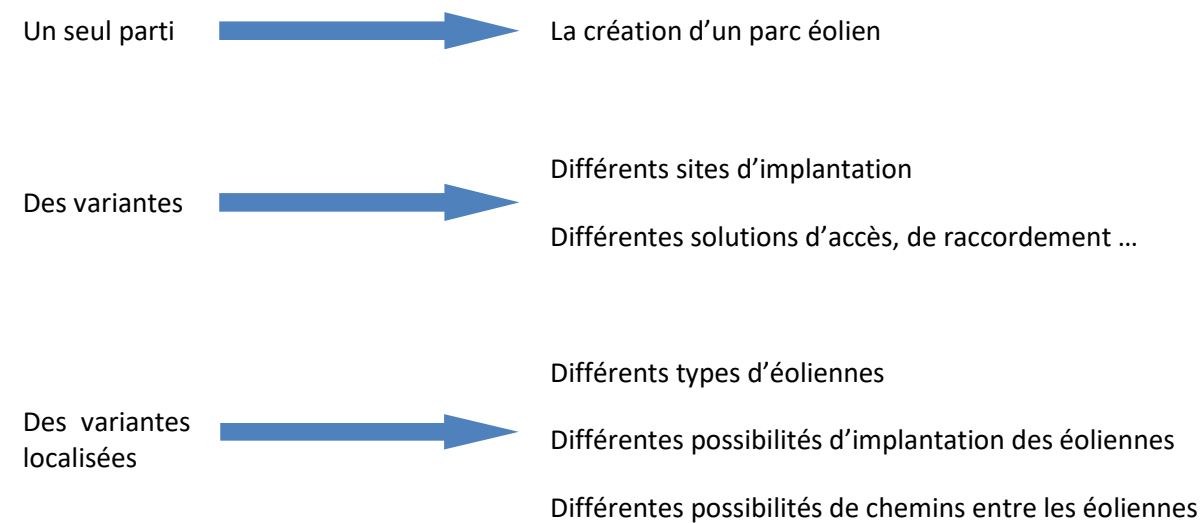 Un seul parti
La création d’un parc éolien
Des variantes
Différents sites d’implantation
Différentes solutions d’accès, de raccordement …
Des variantes
localisées
Différents types d’éoliennes
Différentes possibilités d’implantation des éoliennes
Différentes possibilités de chemins entre les éoliennes